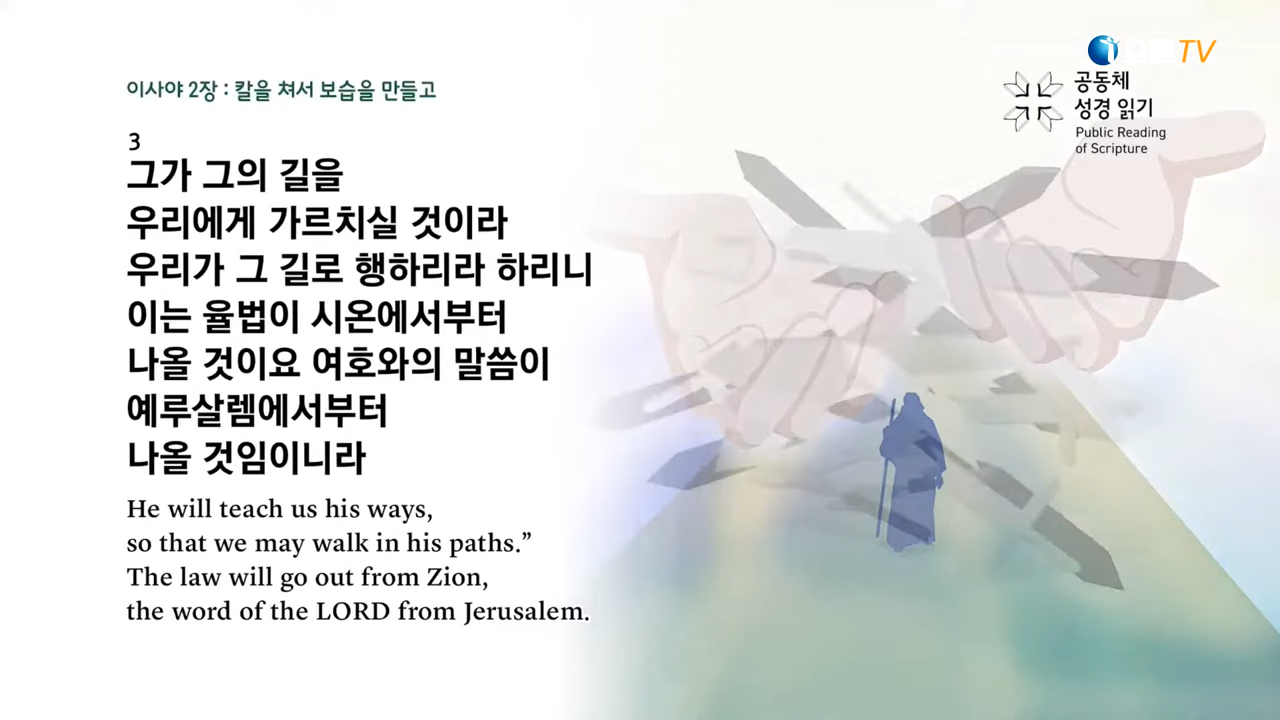 TV
공동체
성경 읽기
Public Reading
of Scripture
이사야 2장 : 칼을 쳐서 보습을 만들고
3
그가 그의 길을
우리에게 가르치실 것이라
우리가 그 길로 행하리라 하리니
이는 율법이 시온에서부터
나올 것이요 여호와의 말씀이
예루살렘에서부터
나올 것임이니라
He will teach us his ways,
so that we may walk in his paths.”
The law will go out from Zion,
the word of the LORD from Jerusalem.